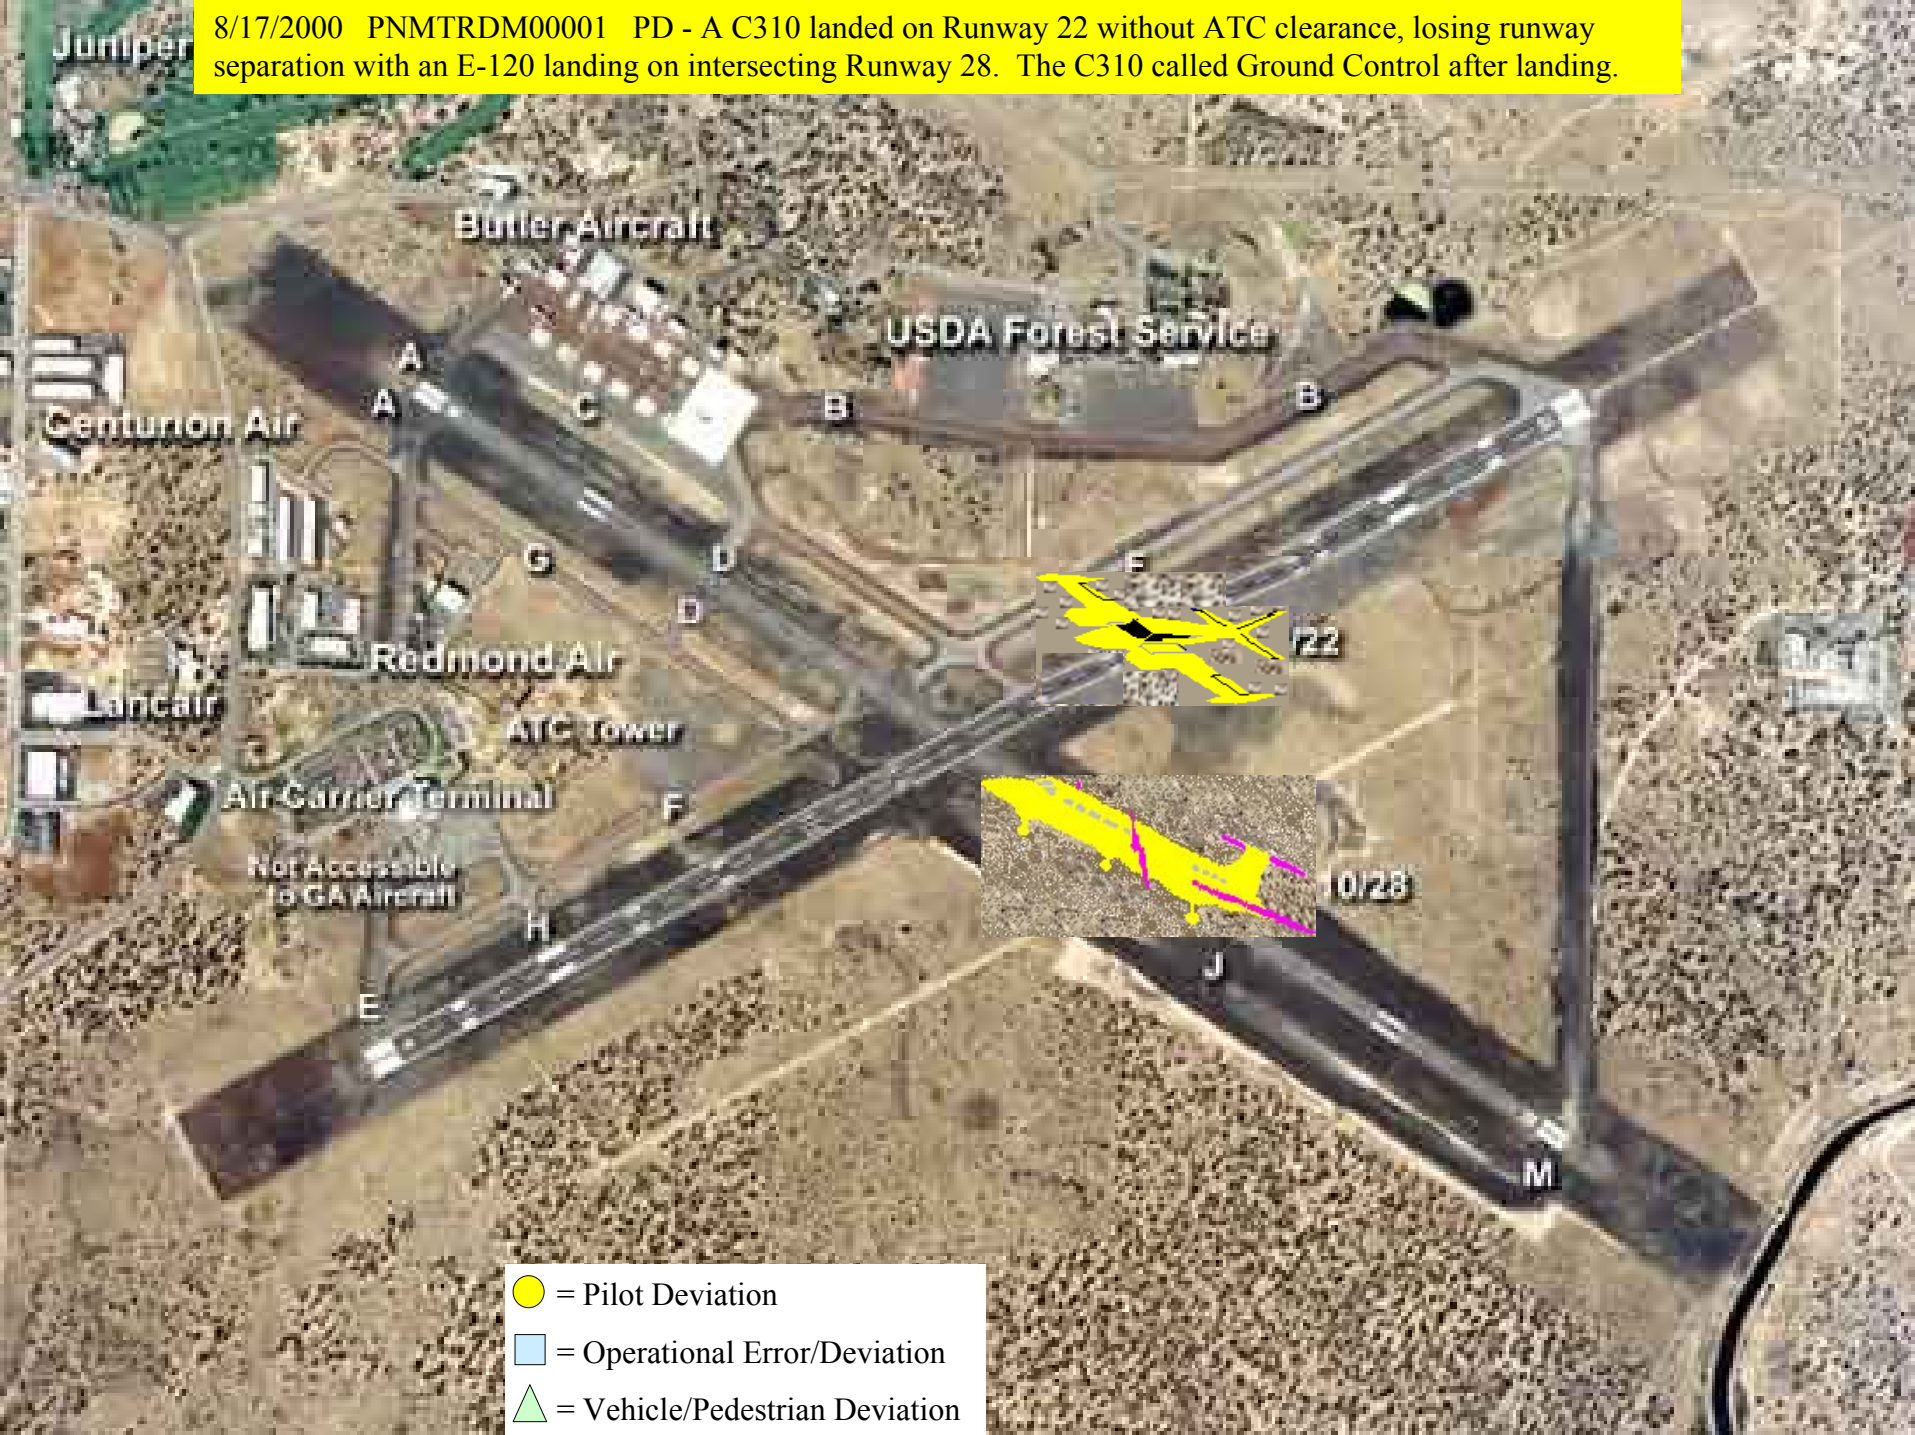 8/17/2000 PNMTRDM00001 PD - A C310 landed on Runway 22 without ATC clearance, losing runway
separation with an E-120 landing on intersecting Runway 28. The C310 called Ground Control after landing.
Juniper
Butler Aircraft
USDA Forest Service
A
A
C
B
B
Centurion Air
G
D
F
D
/22
Redmond Air
Lancair
ATC Tower
Air Carrier Terminal
F
Not Accessible
to GA Aircraft
0/28
H
J
E
M
= Pilot Deviation
= Operational Error/Deviation
= Vehicle/Pedestrian Deviation